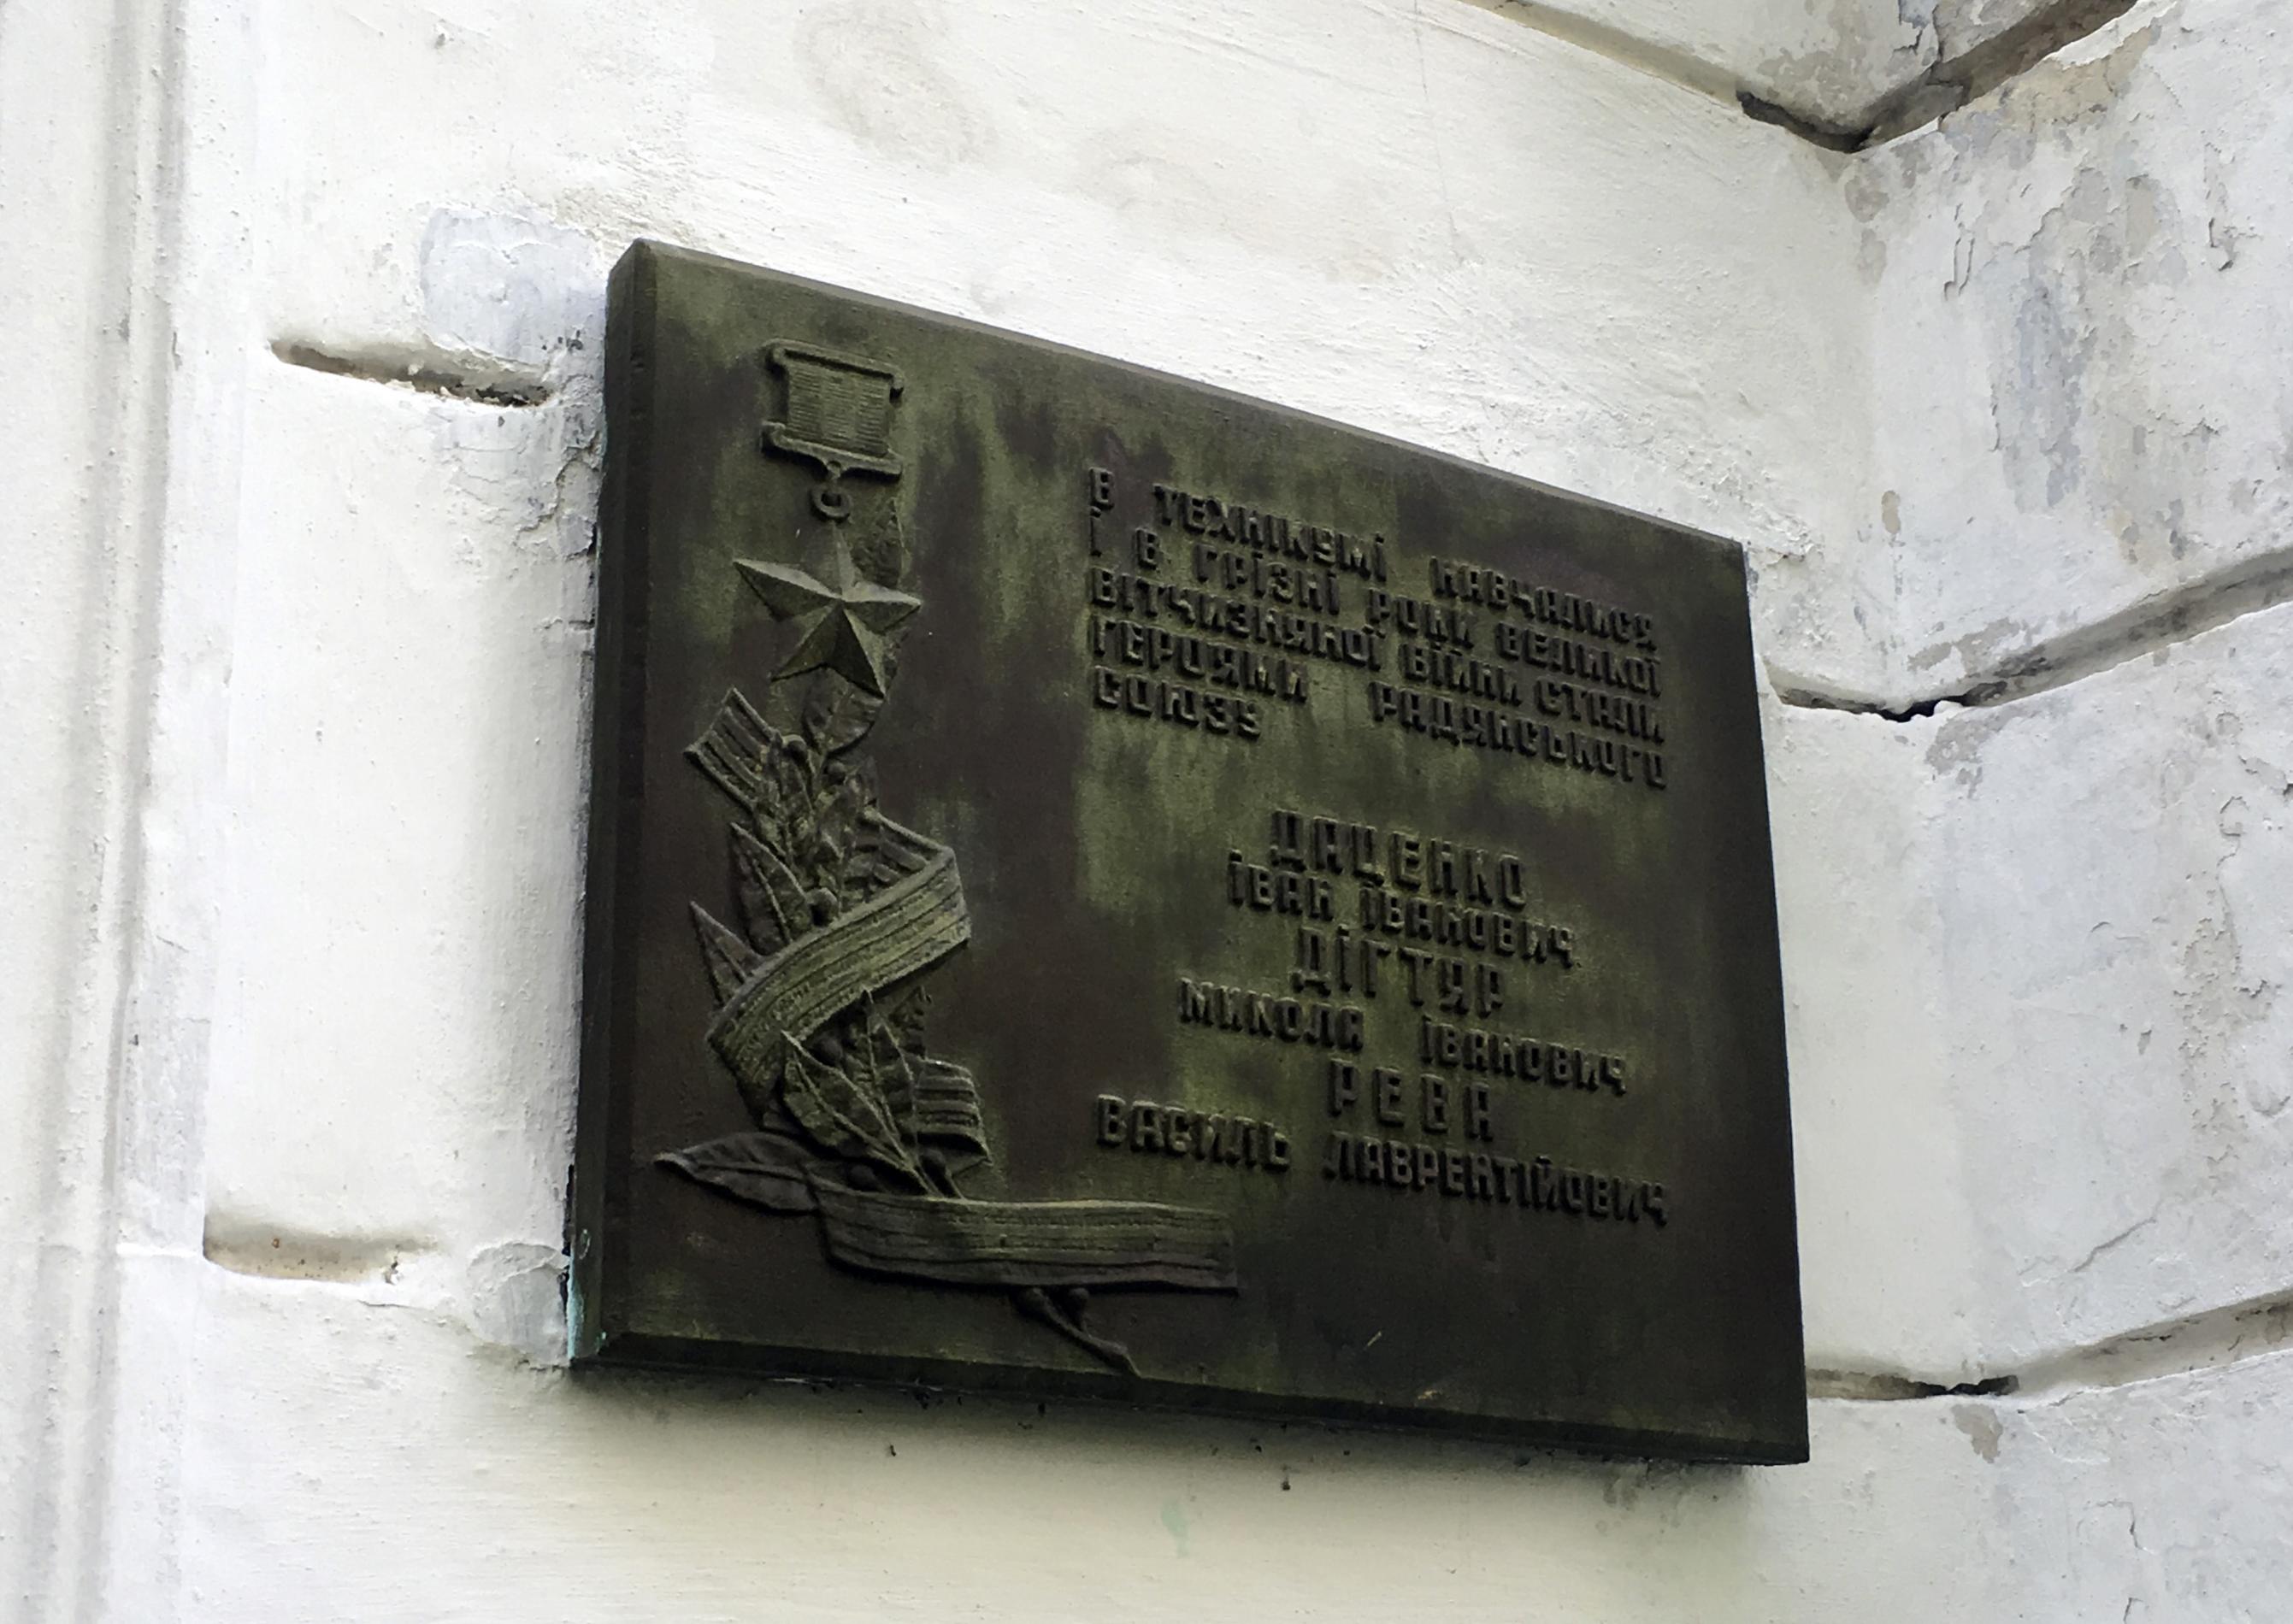 В ТЕХНІКУМІ НАВЧАЛИСЯ
І В ГРІЗНІ РОКИ ВЕЛИКОЇ
ВІТЧИЗНЯНОЇ ВІЙНИ СТАЛИ
ГЕРОЯМИ РАДЯНСЬКОГО
СОЮЗУ
ДАЦЕНКО
ІВАН ІВАНОВИЧ
ДІГТЯР
МИКОЛА ІВАНОВИЧ
РЕВА
ВАСИЛЬ ЛАВРЕНТІЙОВИЧ